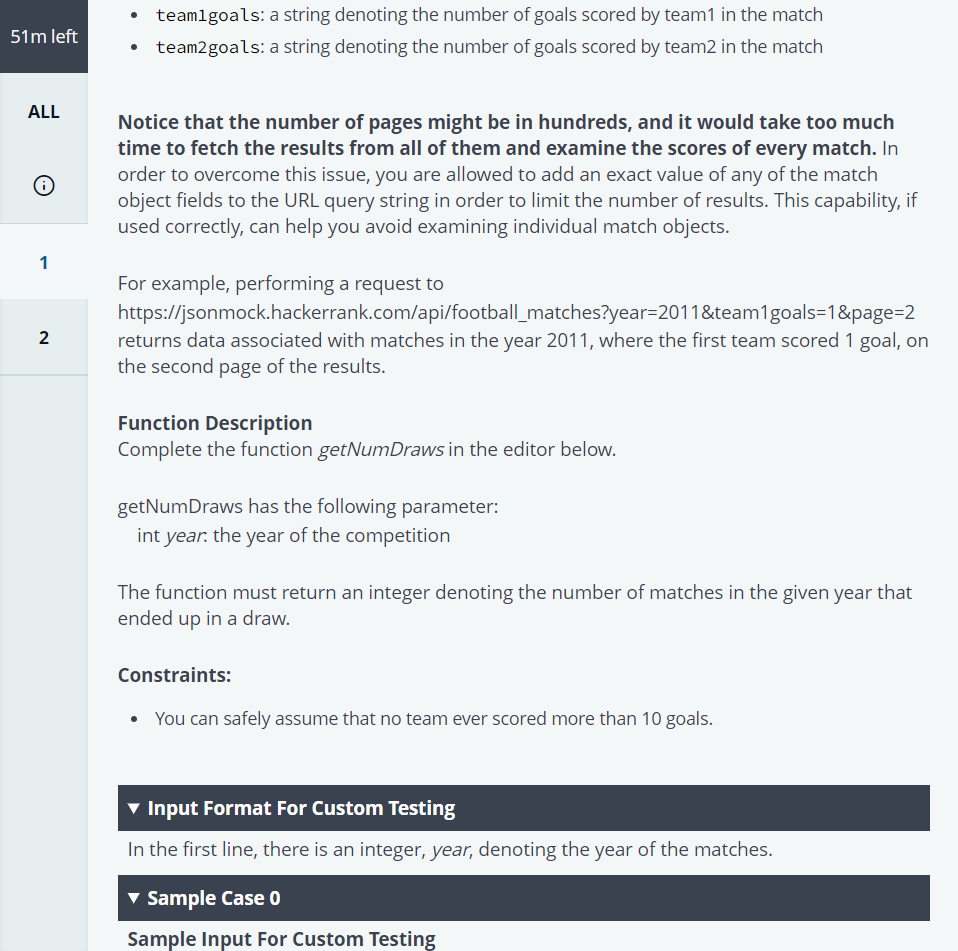 team1goals: a string denoting the number of goals scored by team1 in the match
51m left
team2goals: a string denoting the number of goals scored by team2 in the match
ALL
1
2
Notice that the number of pages might be in hundreds, and it would take too much
time to fetch the results from all of them and examine the scores of every match. In
order to overcome this issue, you are allowed to add an exact value of any of the match
object fields to the URL query string in order to limit the number of results. This capability, if
used correctly, can help you avoid examining individual match objects.
For example, performing a request to
https://jsonmock.hackerrank.com/api/football_matches?year=2011&team1goals=1&page=2
returns data associated with matches in the year 2011, where the first team scored 1 goal, on
the second page of the results.
Function Description
Complete the function getNumDraws in the editor below.
getNumDraws has the following parameter:
int year: the year of the competition
The function must return an integer denoting the number of matches in the given year that
ended up in a draw.
Constraints:
You can safely assume that no team ever scored more than 10 goals.
Input Format For Custom Testing
In the first line, there is an integer, year, denoting the year of the matches.
Sample Case 0
Sample Input For Custom Testing